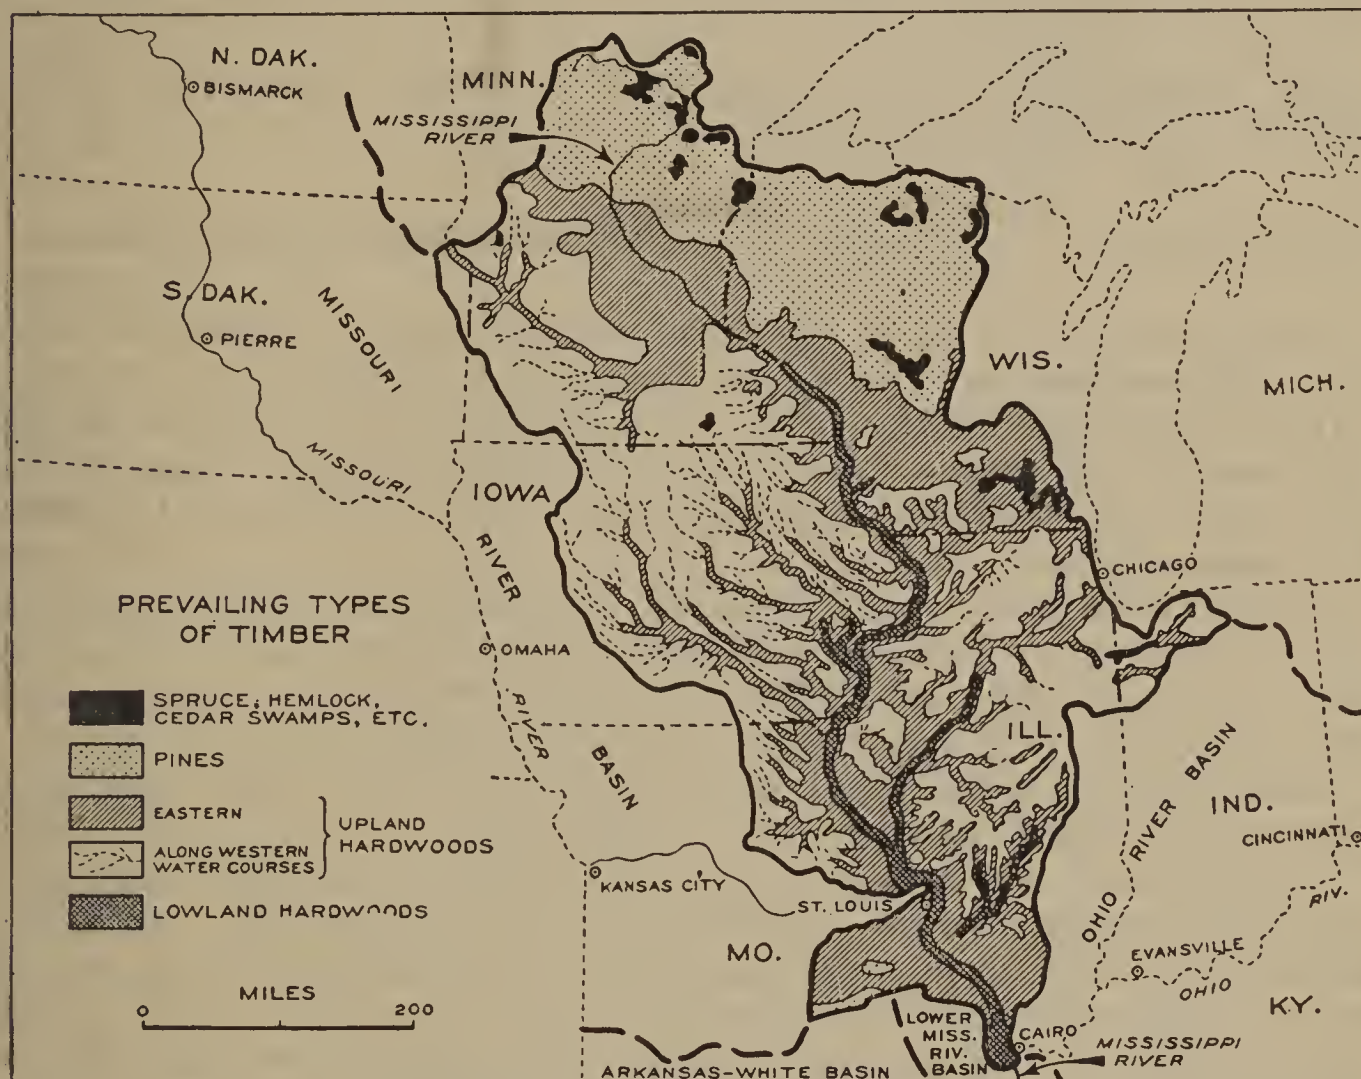 N. DAK.
BISMARCK
MINN.
MISSISSIPPI
RIVER
S. DAK.
PIERRE
MISSOURI
MISSOURI
WIS.
MICH.
IOWA
RIVER
CHICAGO
OMAHA
RIVER
BASIN
ILL.
PREVAILING TYPES
OF TIMBER
SPRUCE, HEMLOCK,
CEDAR SWAMPS, ETC.
PINES
EASTERN
ALONG WESTERN
WATER COURSES
UPLAND
HARDWOODS
LOWLAND HARDWOODS
MILES
0 200
KANSAS CITY
ST. LOUIS
MO.
OHIO RIVER BASIN
IND.
CINCINNATI
RIV.
EVANSVILLE
OHIO
KY.
LOWER
MISS.
RIV.
BASIN
CAIRO
MISSISSIPPI
RIVER
ARKANSAS-WHITE BASIN